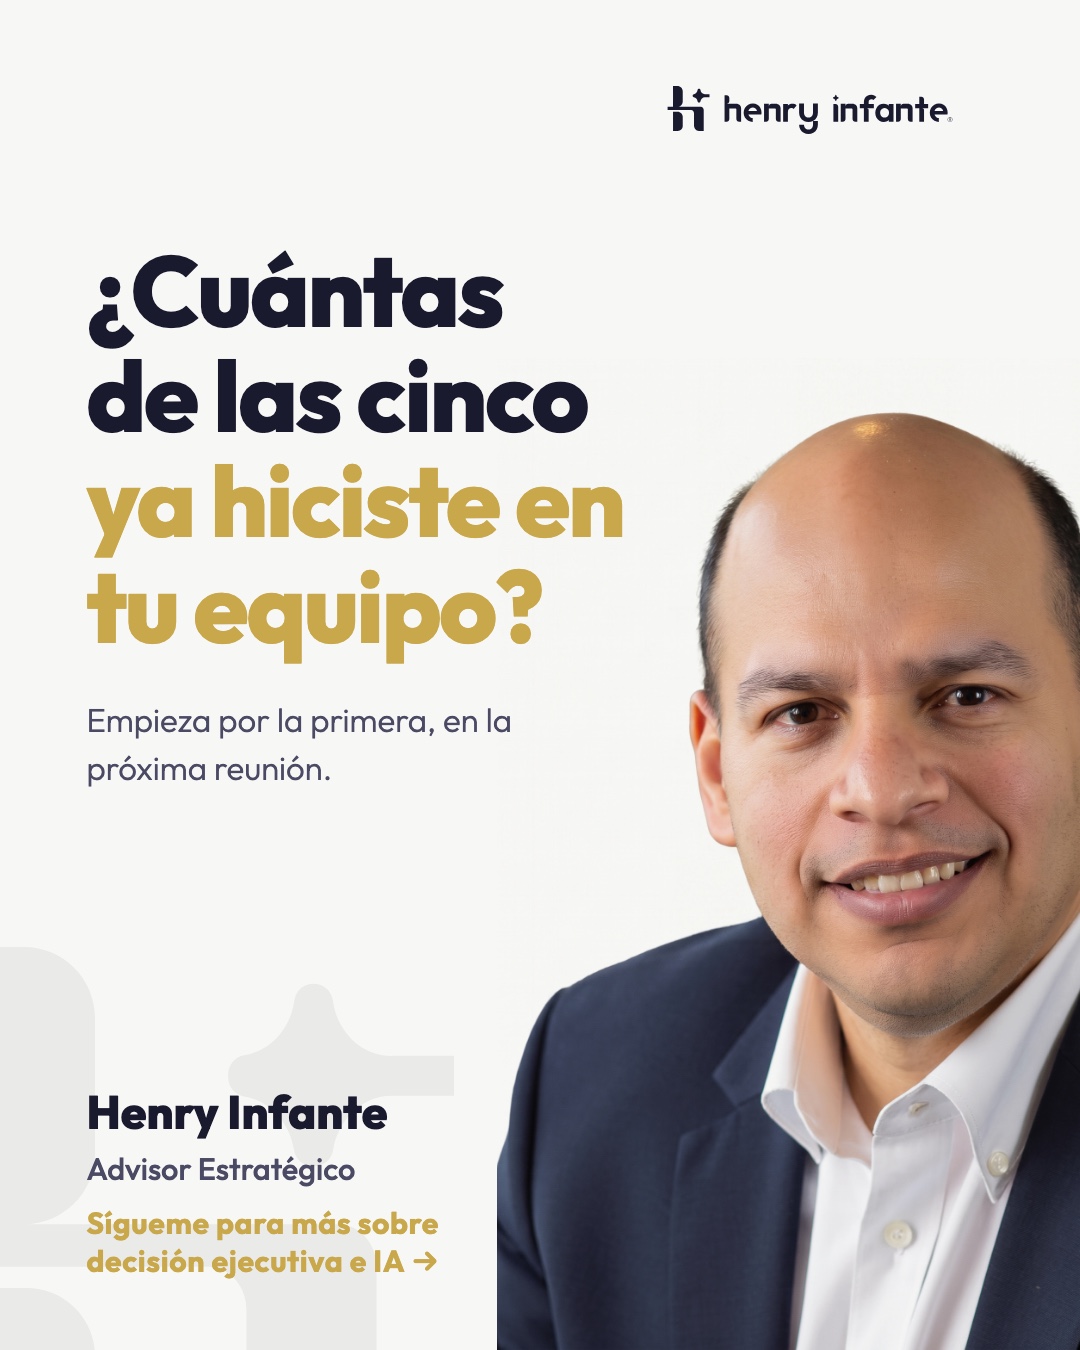 henry infante®
¿Cuántas
de las cinco
ya hiciste en
tu equipo?
Empieza por la primera, en la
próxima reunión.
Henry Infante
Advisor Estratégico
Sígueme para más sobre
decisión ejecutiva e IA →